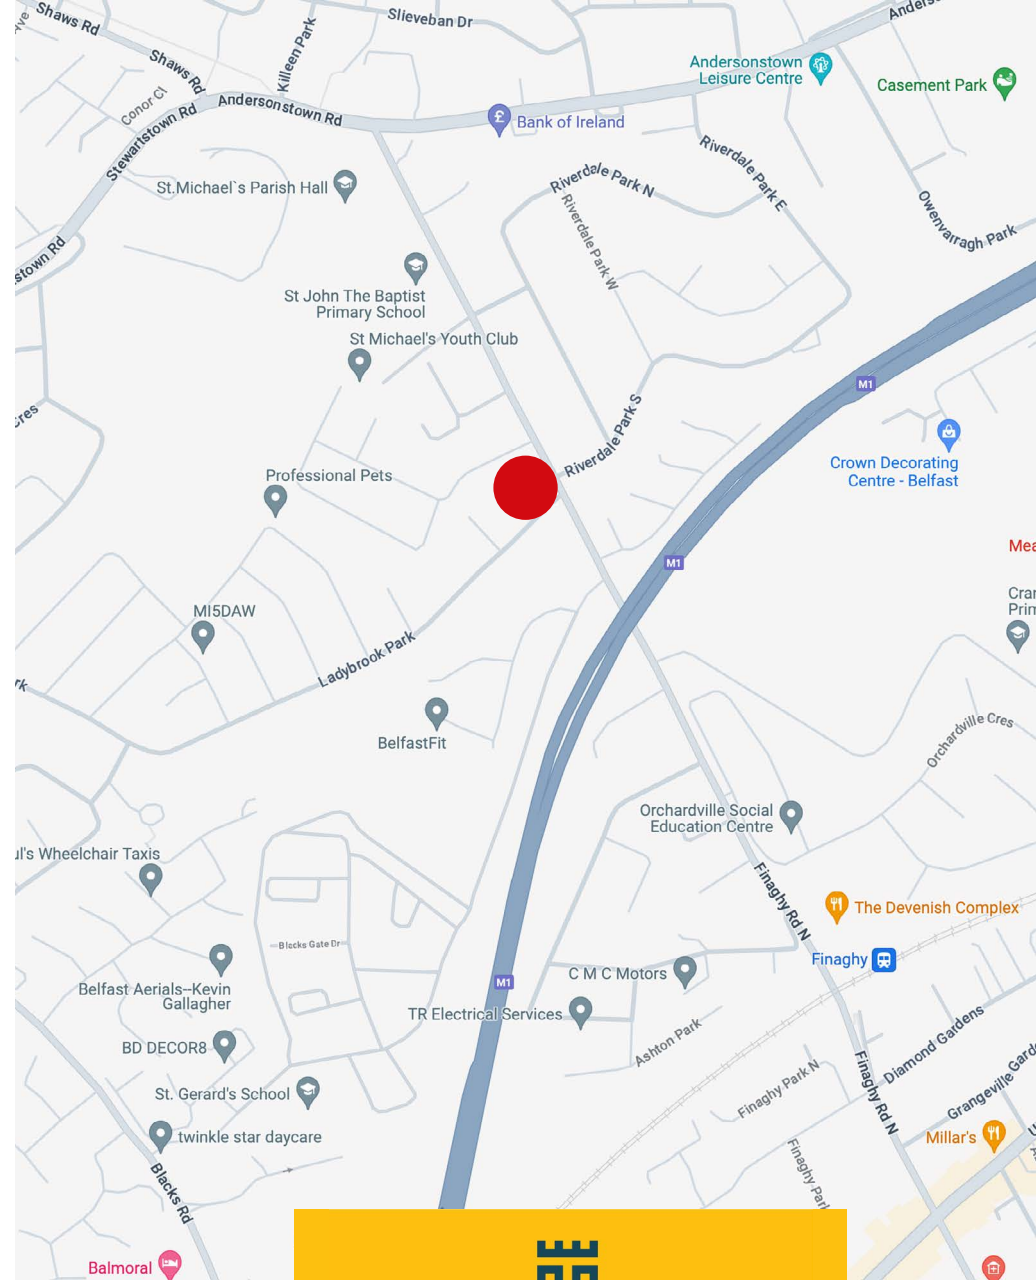 Shaws Rd
Slieveban Dr
Killeen Park
Shaws Rd
Conor Cl
Andersonstown Rd
Stewartstown Rd
Andersonstown
Leisure Centre
Casement Park
£
Bank of Ireland
St.Michael`s Parish Hall
Riverdale Park N
Riverdale Park E
Riverdale Park W
Owenvarragh Park
stown Rd
St John The Baptist
Primary School
St Michael's Youth Club
M1
Riverdale Park S
Crown Decorating
Centre - Belfast
Professional Pets
M1
MI5DAW
Ladybrook Park
BelfastFit
Orchardville Cres
Orchardville Social
Education Centre
Finaghy Rd N
ul's Wheelchair Taxis
The Devenish Complex
Blacks Gate Dr
Finaghy
C M C Motors
M1
Belfast Aerials--Kevin
Gallagher
TR Electrical Services
BD DECOR8
Ashton Park
Diamond Gardens
Finaghy Rd N
Finaghy Park N
St. Gerard's School
Grangeville
twinkle star daycare
Millar's
Blacks Rd
Balmoral